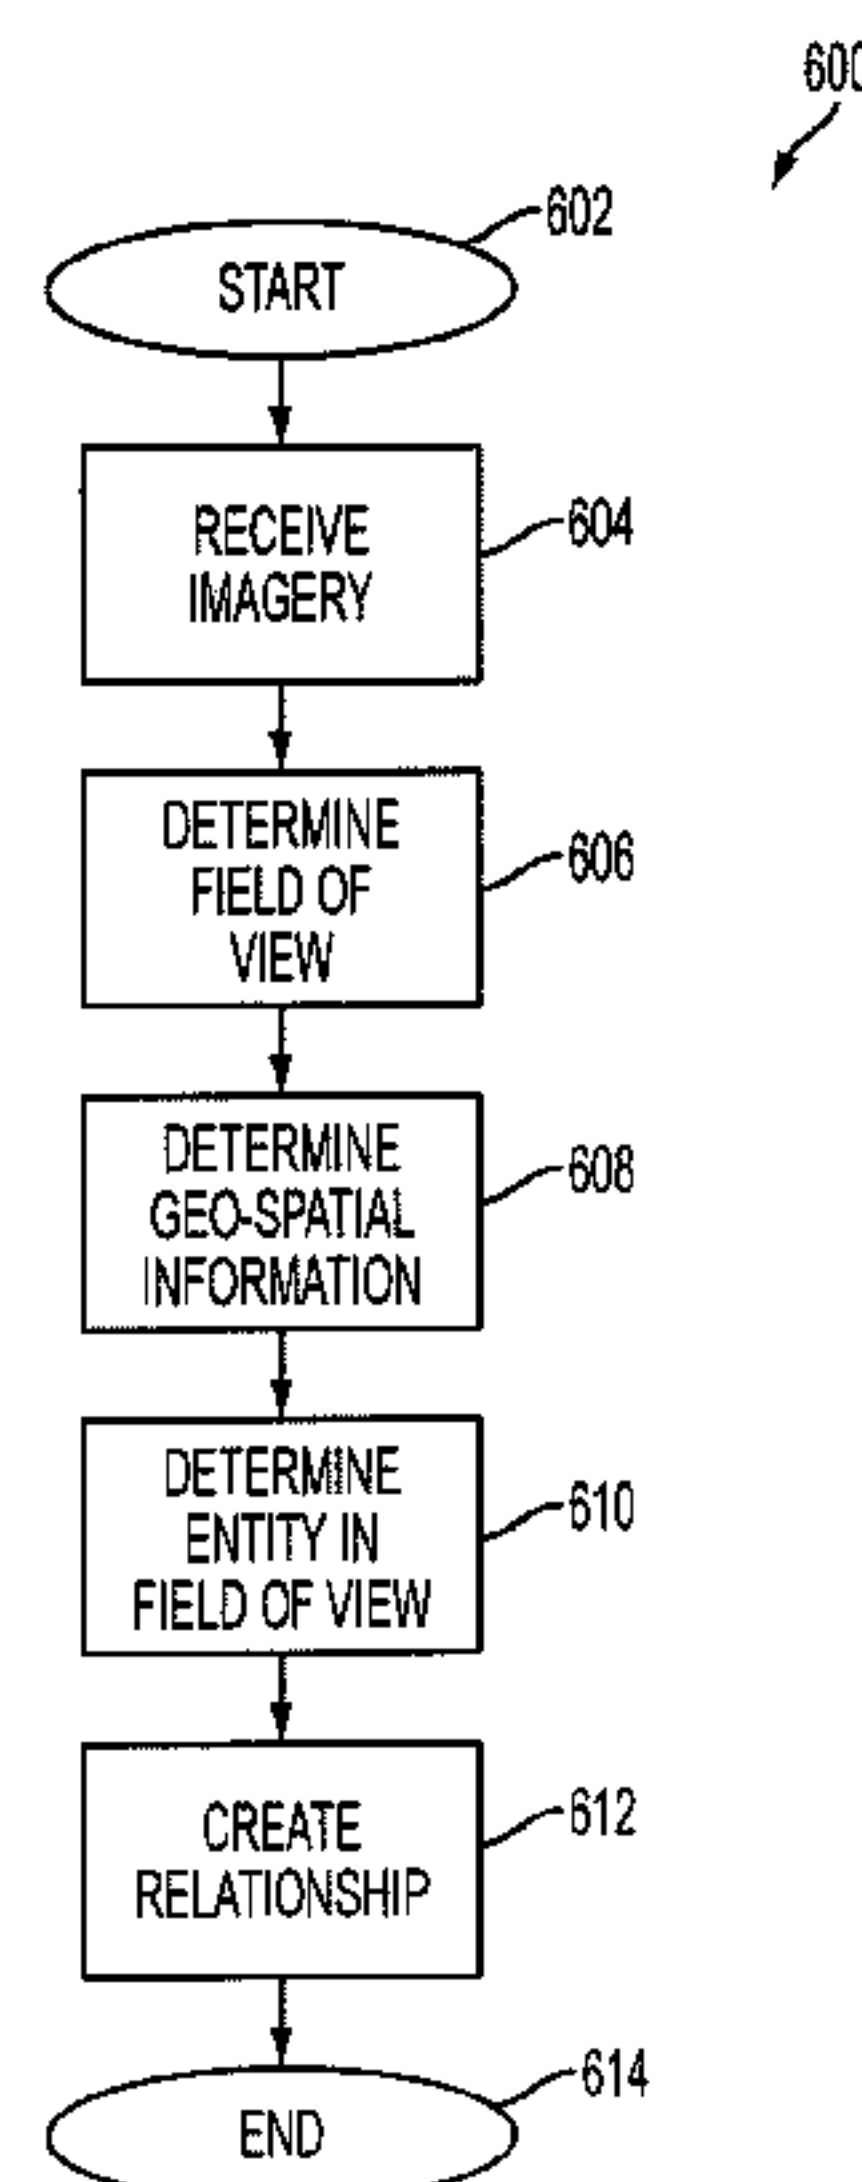 600
602
START
RECEIVE
IMAGERY
604
DETERMINE
FIELD OF
VIEW
606
DETERMINE
GEO-SPATIAL
INFORMATION
608
DETERMINE
ENTITY IN
FIELD OF VIEW
610
CREATE
RELATIONSHIP
612
614
END